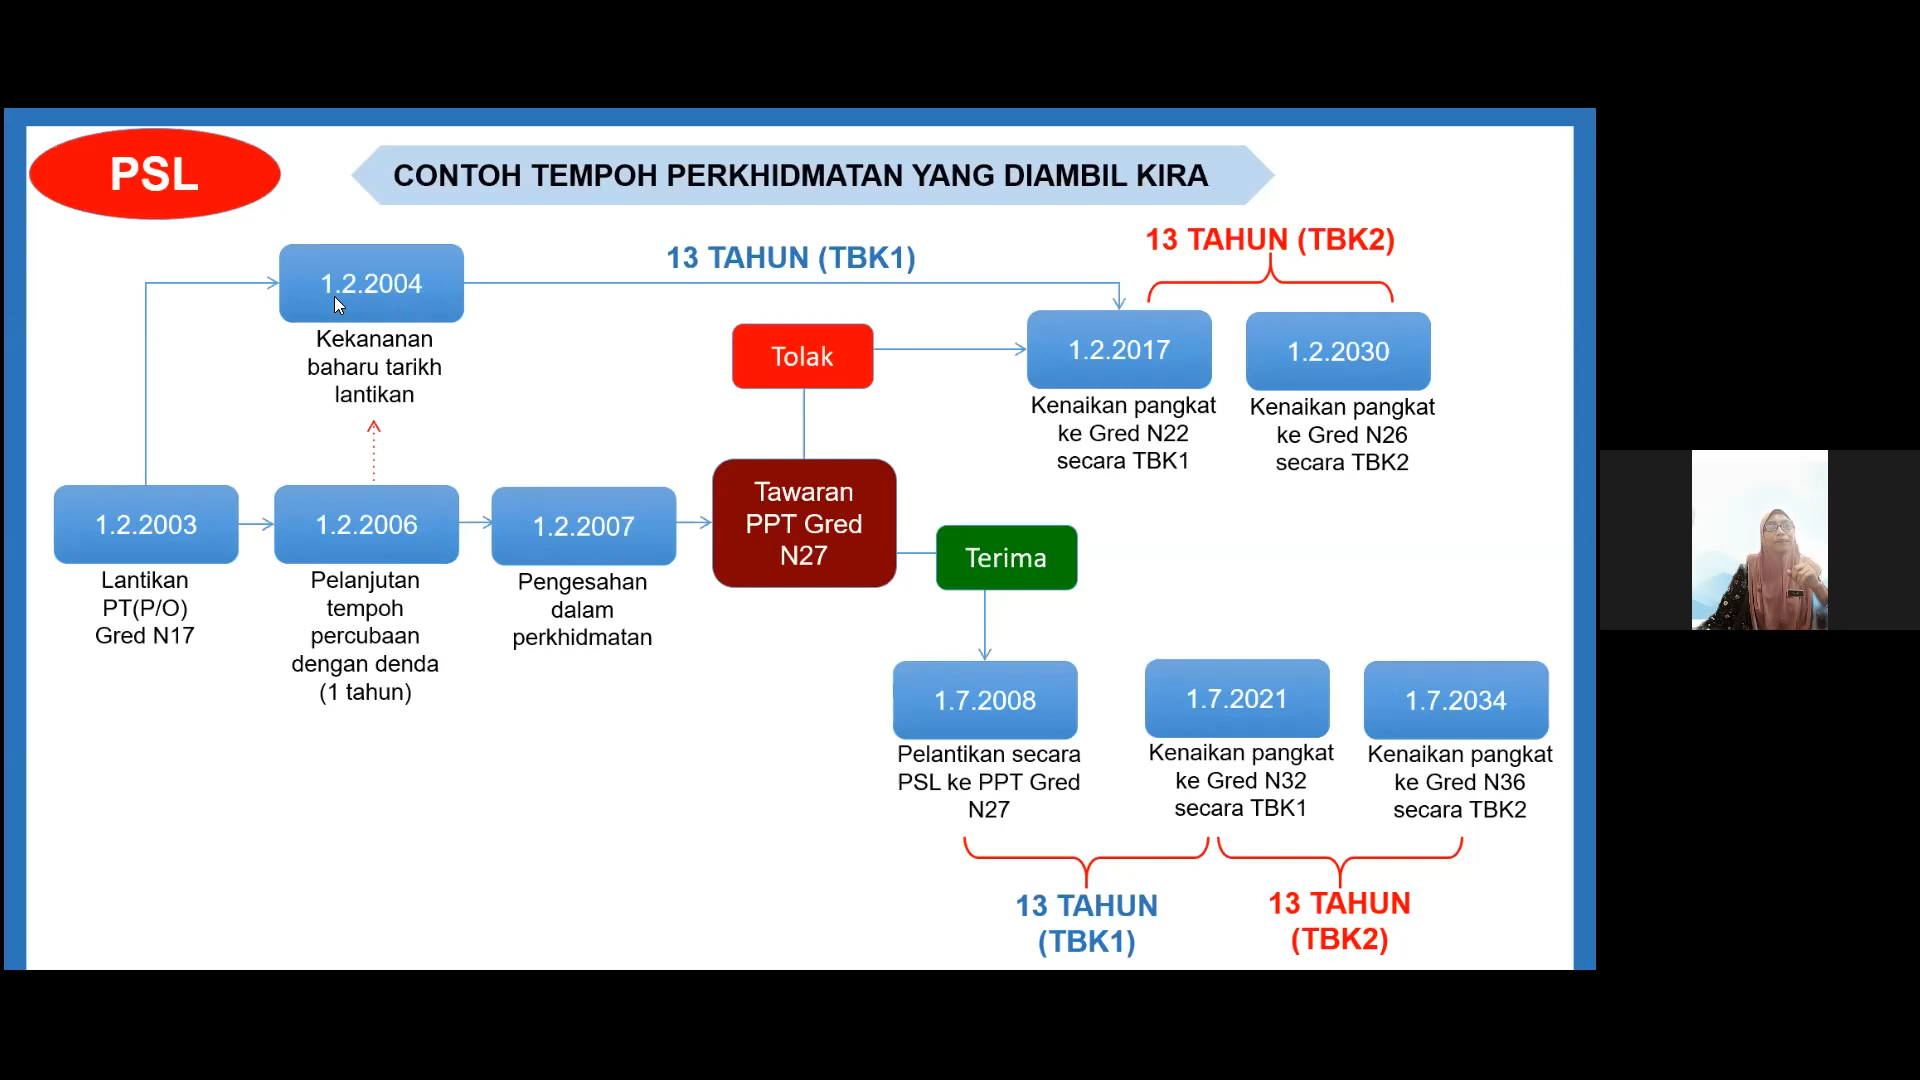 PSL
CONTOH TEMPOH PERKHIDMATAN YANG DIAMBIL KIRA
13 TAHUN (TBK1)
13 TAHUN (TBK2)
1.2.2004
Kekananan
baharu tarikh
lantikan
Tolak
1.2.2017
Kenaikan pangkat
ke Gred N22
secara TBK1
1.2.2030
Kenaikan pangkat
ke Gred N26
secara TBK2
1.2.2003
Lantikan
PT(P/O)
Gred N17
1.2.2006
Pelanjutan
tempoh
percubaan
dengan denda
(1 tahun)
1.2.2007
Pengesahan
dalam
perkhidmatan
Tawaran
PPT Gred
N27
Terima
1.7.2008
Pelantikan secara
PSL ke PPT Gred
N27
1.7.2021
Kenaikan pangkat
ke Gred N32
secara TBK1
1.7.2034
Kenaikan pangkat
ke Gred N36
secara TBK2
13 TAHUN
(TBK1)
13 TAHUN
(TBK2)